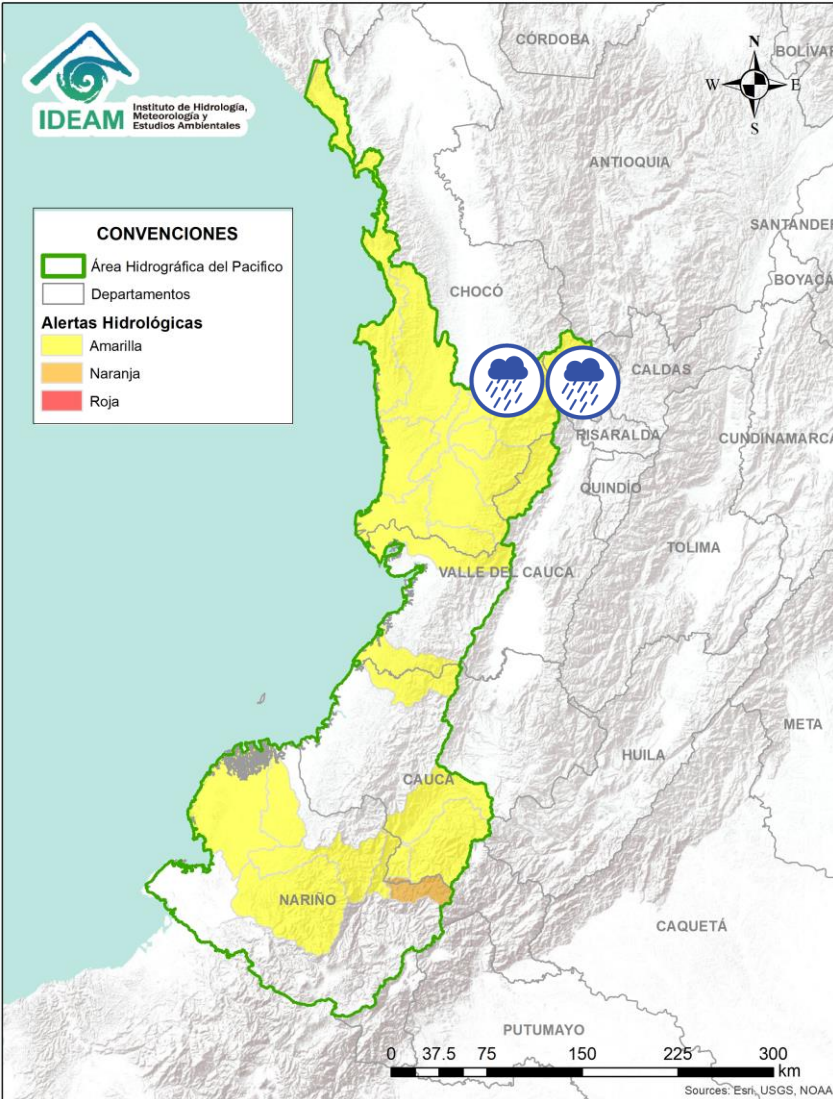 IDEAM
Instituto de Hidrología,
Meteorología y
Estudios Ambientales
CONVENCIONES
Área Hidrográfica del Pacifico
Departamentos
Alertas Hidrológicas
Amarilla
Naranja
Roja
N
W
E
S
CÓRDOBA
BOLÍVAR
ANTIOQUIA
SANTANDER
BOYACÁ
CHOCÓ
CALDAS
RISARALDA
CUNDINAMARCA
QUINDÍO
TOLIMA
VALLE DEL CAUCA
META
HUILA
CAUCA
NARIÑO
CAQUETÁ
PUTUMAYO
0 37.5 75 150 225 300
km
Sources: Esri, USGS, NOAA